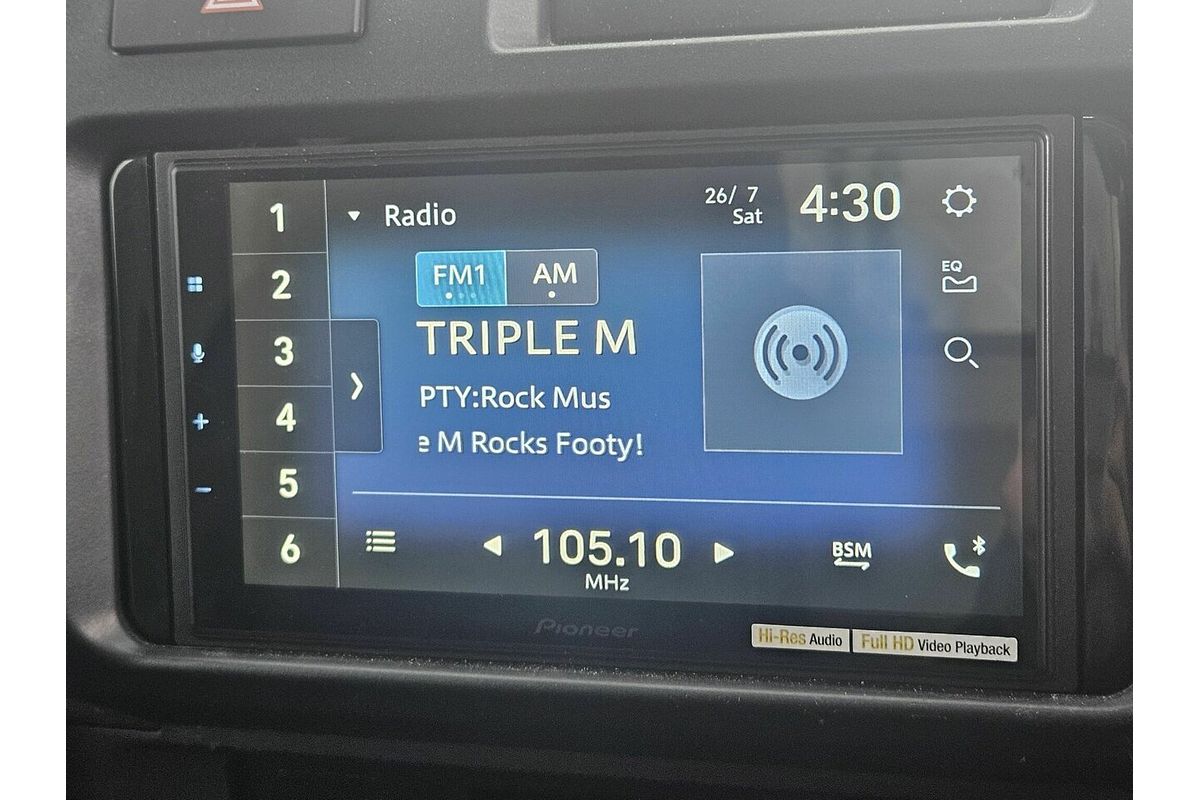 1
2
3
4
5
6
Radio
26/ 7
Sat
4:30
FM1
AM
EQ
TRIPLE M
PTY:Rock Mus
e M Rocks Footy!
105.10
MHz
BSM
Pioneer
Hi-Res Audio
Full HD Video Playback